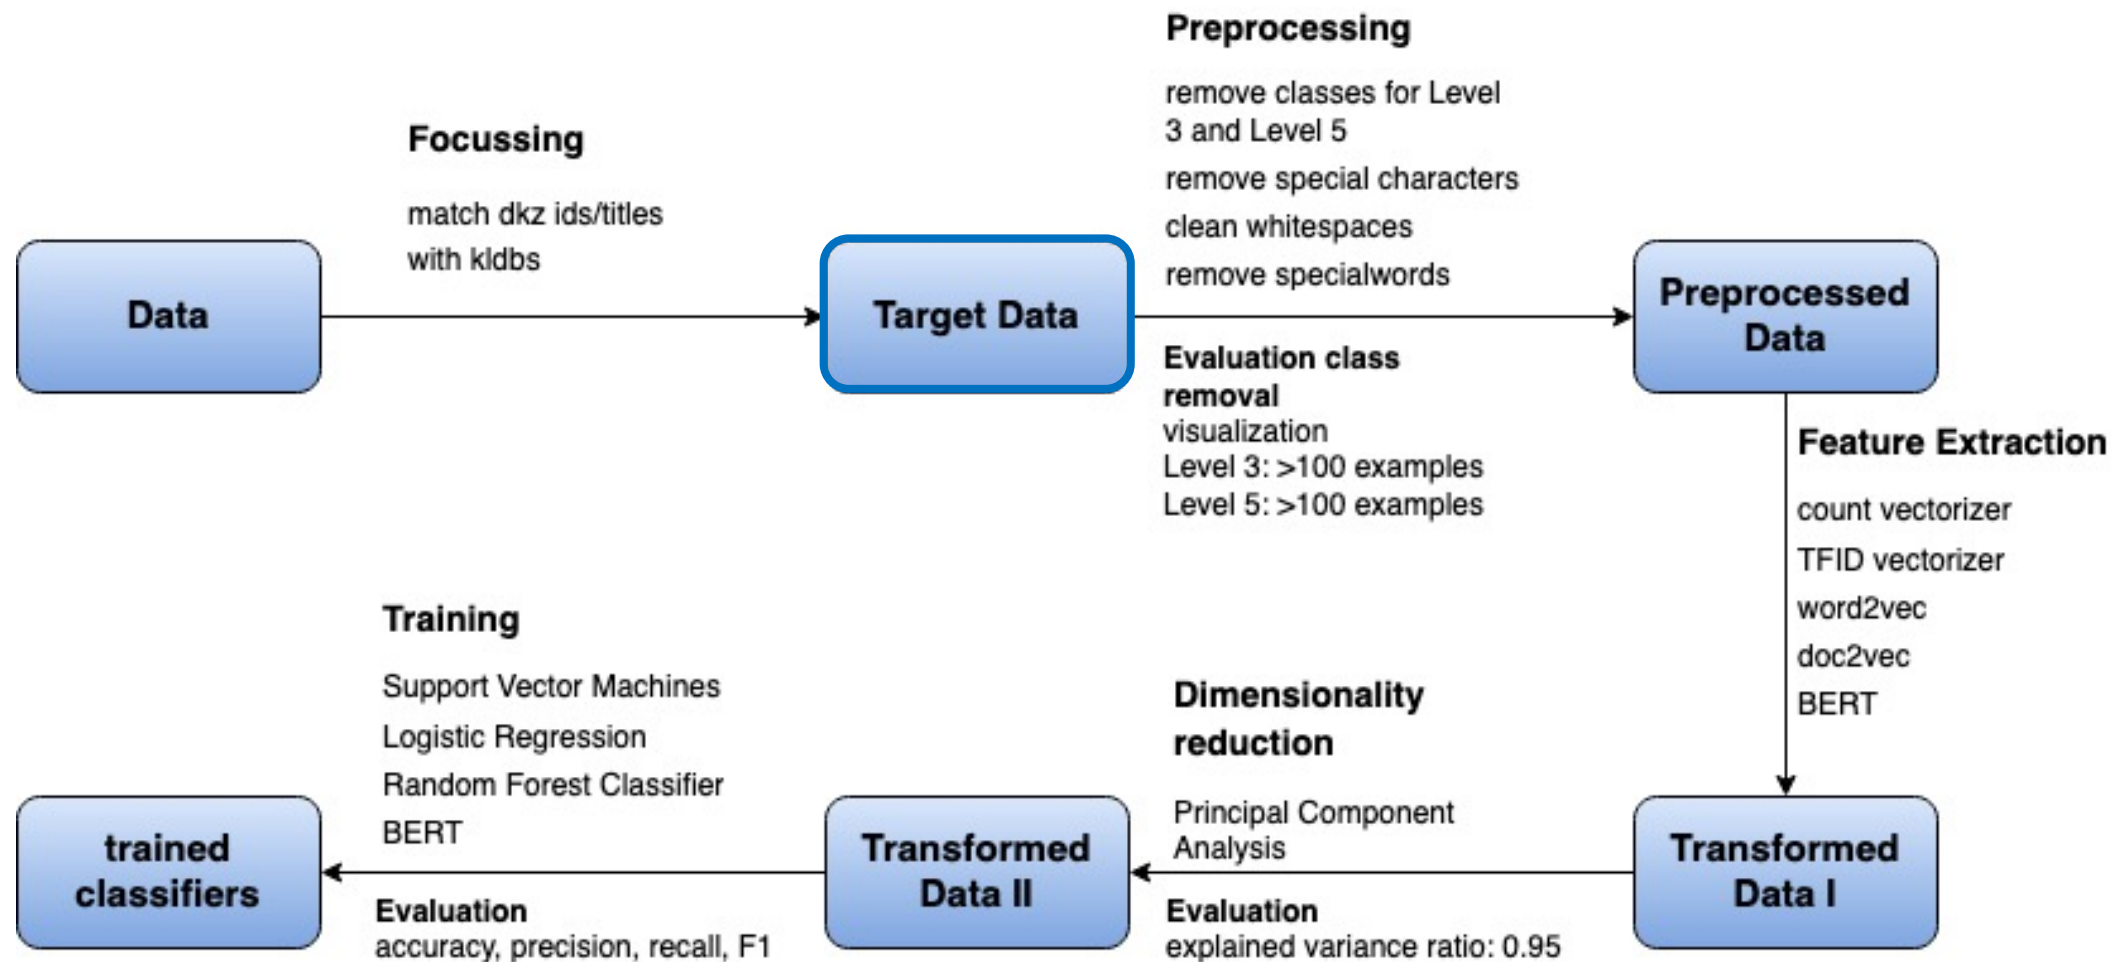 Data
Focussing
match dkz ids/titles
with kldbs
Target Data
Preprocessing
remove classes for Level
3 and Level 5
remove special characters
clean whitespaces
remove specialwords
Evaluation class
removal
visualization
Level 3: >100 examples
Level 5: >100 examples
Preprocessed
Data
Feature Extraction
count vectorizer
TFID vectorizer
word2vec
doc2vec
BERT
Transformed
Data I
Dimensionality
reduction
Principal Component
Analysis
Evaluation
explained variance ratio: 0.95
Transformed
Data II
Training
Support Vector Machines
Logistic Regression
Random Forest Classifier
BERT
Evaluation
accuracy, precision, recall, F1
trained
classifiers